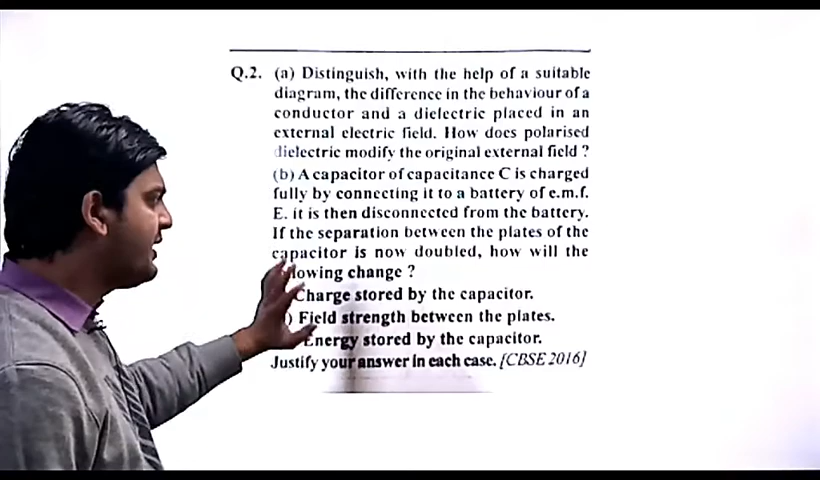 Q.2. (a) Distinguish, with the help of a suitable
diagram, the difference in the behaviour of a
conductor and a dielectric placed in an
external electric field. How does polarised
dielectric modify the original external field ?
(b) A capacitor of capacitance C is charged
fully by connecting it to a battery of e.m.f.
E. it is then disconnected from the battery.
If the separation between the plates of the
capacitor is now doubled, how will the
lowing change ?
Charge stored by the capacitor.
) Field strength between the plates.
Energy stored by the capacitor.
Justify your answer in each case. [CBSE 2016]